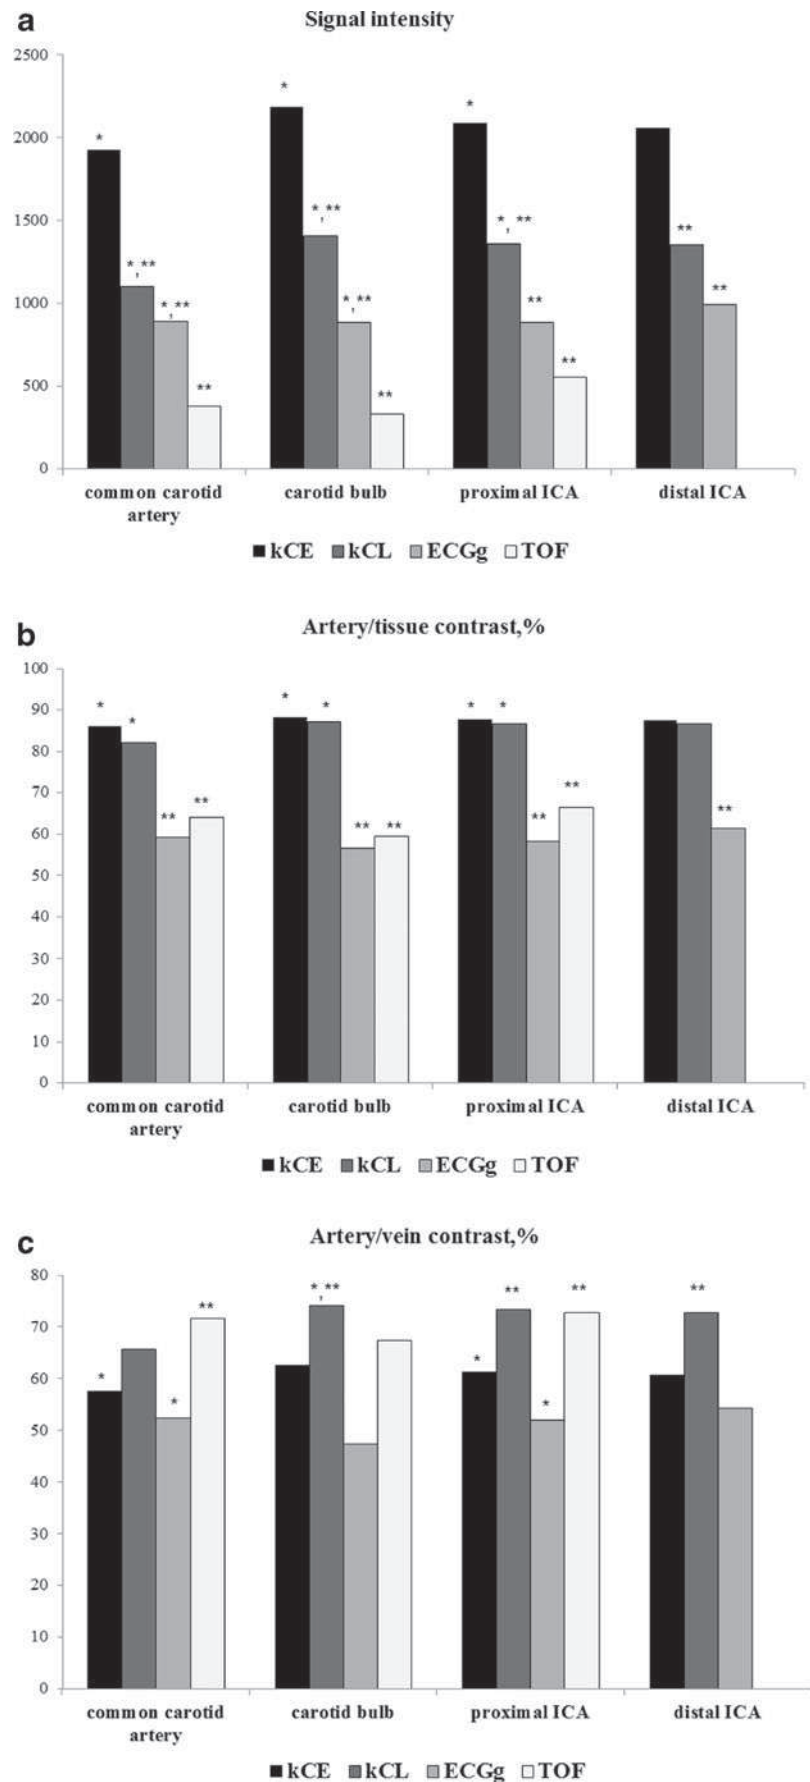 a
Signal intensity
2500
2000
1500
1000
500
0
*
*,**
*,**
**
*
*,**
*,**
**
*
*,**
**
**
**
**
common carotid artery
carotid bulb
proximal ICA
distal ICA
kCE kCL ECGg TOF
b
Artery/tissue contrast,%
100
90
80
70
60
50
40
30
20
10
0
*
*
**
**
*
*
**
**
*
*
**
**
**
common carotid artery
carotid bulb
proximal ICA
distal ICA
kCE kCL ECGg TOF
c
Artery/vein contrast,%
80
70
60
50
40
30
20
10
0
*
*
**
*,**
*
**
*
**
**
common carotid artery
carotid bulb
proximal ICA
distal ICA
kCE kCL ECGg TOF